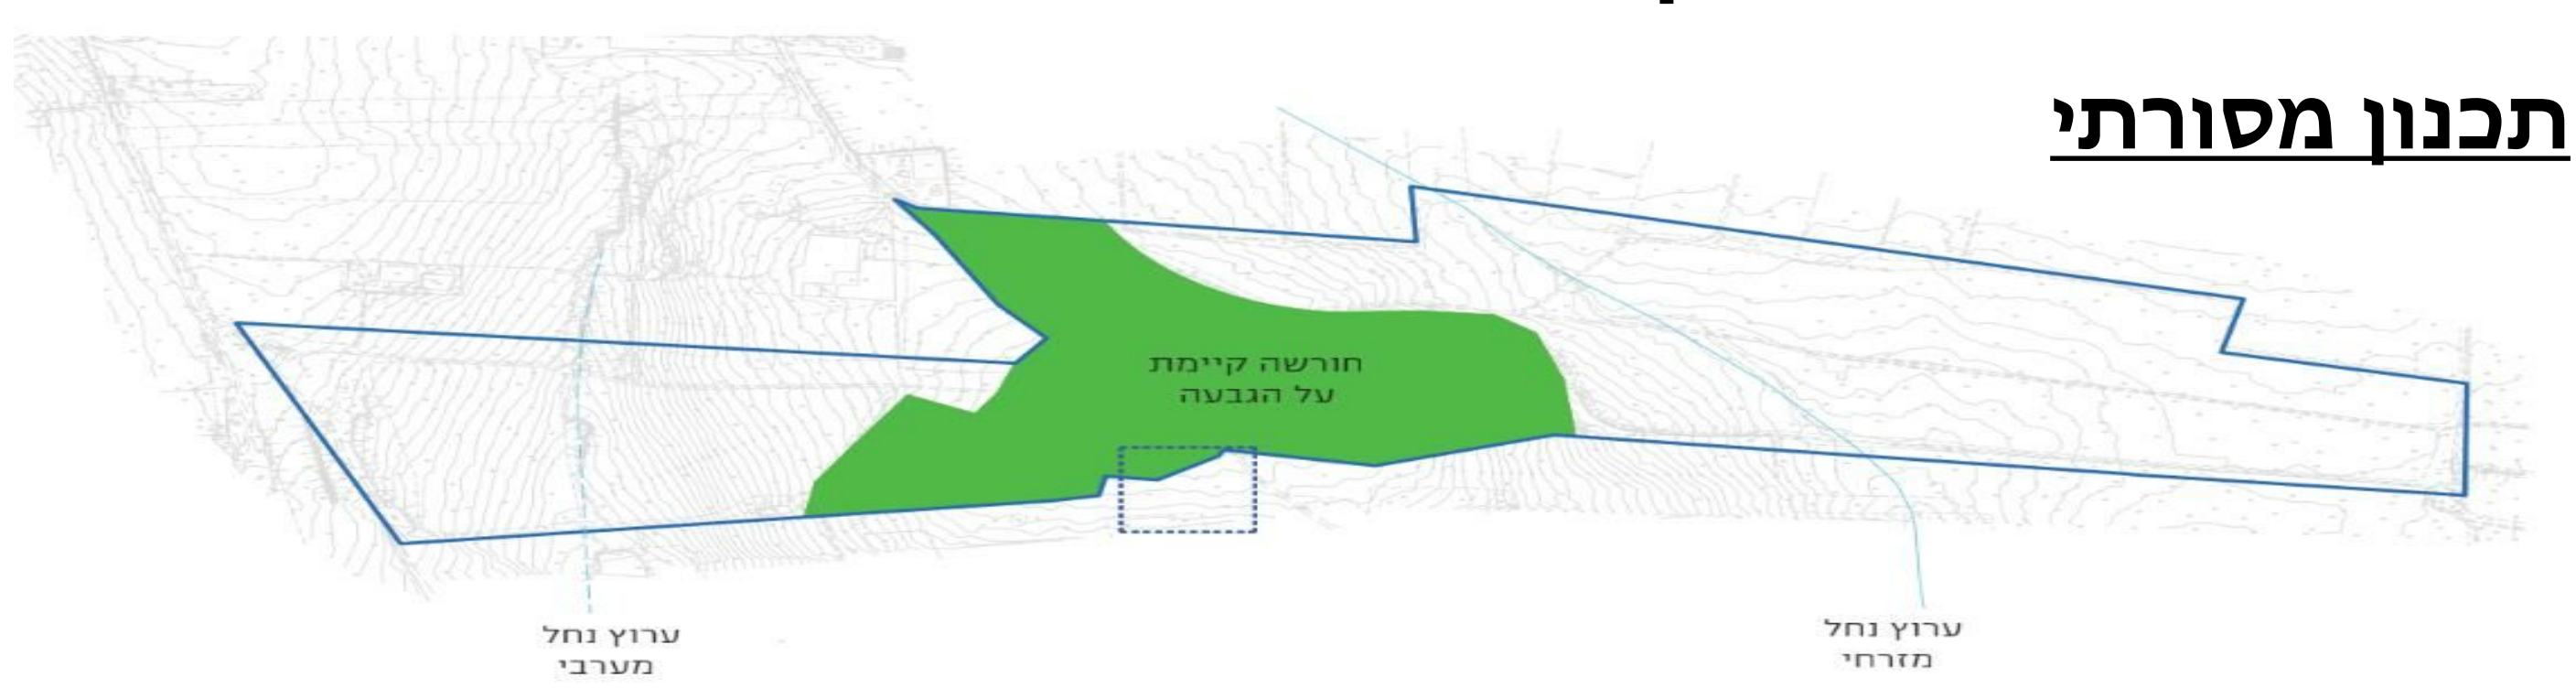 תכנון מסורתי
חורשה קיימת
על הגבעה
ערוץ נחל
מזרחי
ערוץ נחל
מערבי